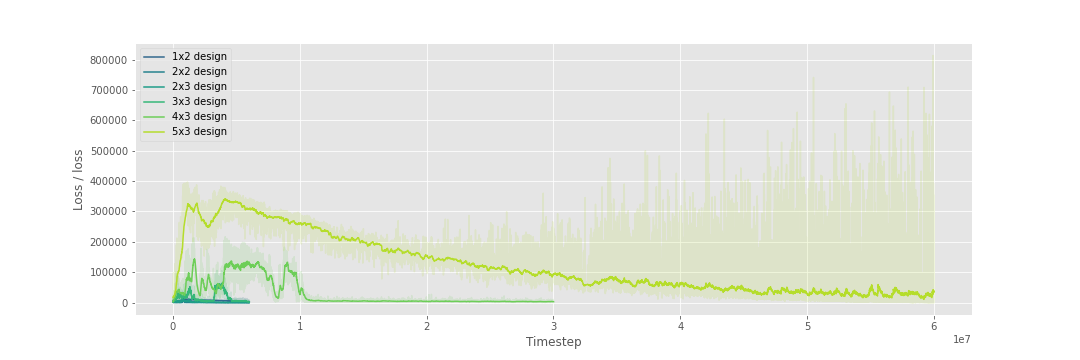 1x2 design
2x2 design
2x3 design
3x3 design
4x3 design
5x3 design
Loss / loss
800000
700000
600000
500000
400000
300000
200000
100000
0
0 1 2 3 4 5 6
1e7
Timestep